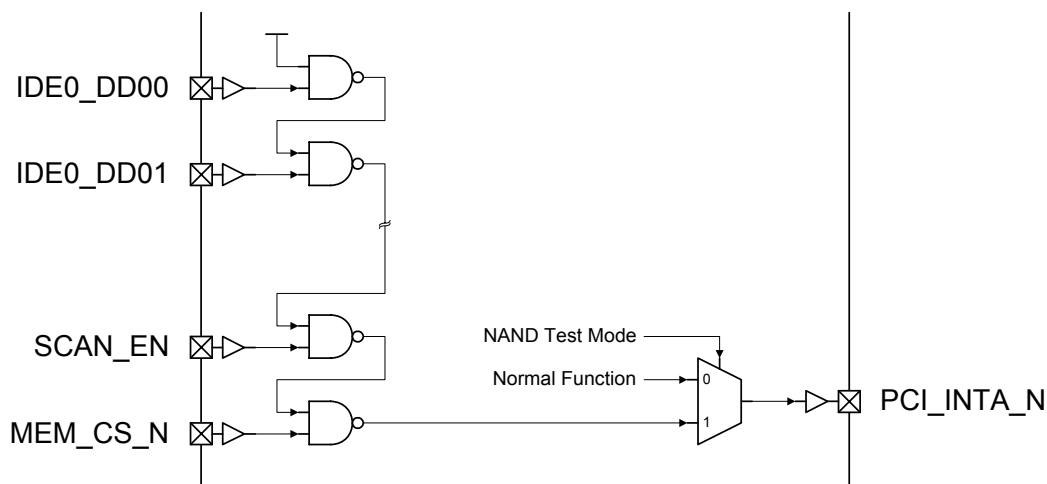 IDE0_DD00
IDE0_DD01
SCAN_EN
NAND Test Mode
Normal Function
0
1
PCI_INTA_N
MEM_CS_N